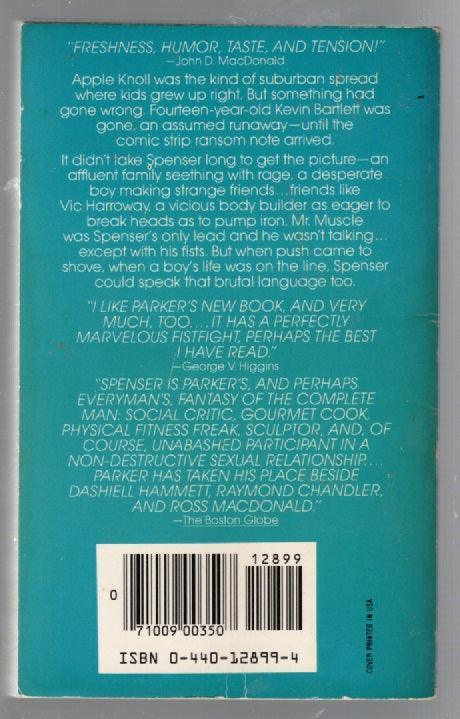 "FRESHNESS, HUMOR, TASTE, AND TENSION!"
—John D. MacDonald
Apple Knoll was the kind of suburban spread
where kids grew up right. But something had
gone wrong. Fourteen-year-old Kevin Bartlett was
gone, an assumed runaway—until the
comic strip ransom note arrived.
It didn't take Spenser long to get the picture—an
affluent family seething with rage, a desperate
boy making strange friends...friends like
Vic Harroway, a vicious body builder as eager to
break heads as to pump iron. Mr. Muscle
was Spenser's only lead and he wasn't talking...
except with his fists. But when push came to
shove, when a boy's life was on the line, Spenser
could speak that brutal language too.
"I LIKE PARKER'S NEW BOOK, AND VERY
MUCH, TOO....IT HAS A PERFECTLY
MARVELOUS FISTFIGHT, PERHAPS THE BEST
I HAVE READ."
—George V. Higgins
"SPENSER IS PARKER'S, AND PERHAPS
EVERYMAN'S, FANTASY OF THE COMPLETE
MAN: SOCIAL CRITIC, GOURMET COOK,
PHYSICAL FITNESS FREAK, SCULPTOR, AND, OF
COURSE, UNABASHED PARTICIPANT IN A
NON-DESTRUCTIVE SEXUAL RELATIONSHIP....
PARKER HAS TAKEN HIS PLACE BESIDE
DASHIELL HAMMETT, RAYMOND CHANDLER,
AND ROSS MACDONALD."
—The Boston Globe
12899
0
71009 00350
ISBN 0-440-12899-4
COVER PRINTED IN USA